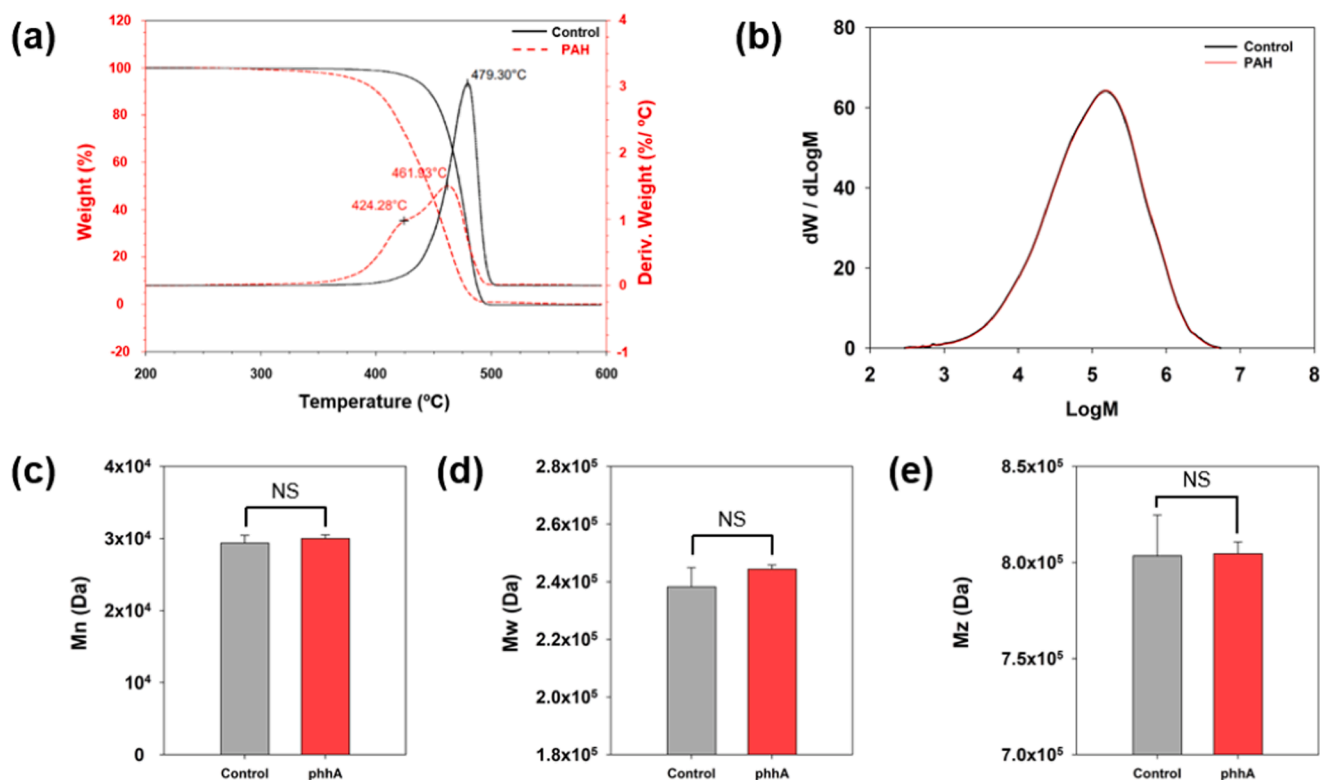 (a)
120
100
80
60
40
20
0
-20
Weight (%)
200
300
400
500
600
Temperature (ºC)
4
3
2
1
0
-1
Deriv. Weight (%/ ºC)
Control
PAH
479.30°C
461.93°C
424.28°C
(b)
80
60
40
20
0
dW / dLogM
2
3
4
5
6
7
8
LogM
Control
PAH
(c)
4x10⁴
3x10⁴
2x10⁴
10⁴
0
Mn (Da)
NS
Control
phhA
(d)
2.8x10⁵
2.6x10⁵
2.4x10⁵
2.2x10⁵
2.0x10⁵
1.8x10⁵
Mw (Da)
NS
Control
phhA
(e)
8.5x10⁵
8.0x10⁵
7.5x10⁵
7.0x10⁵
Mz (Da)
NS
Control
phhA